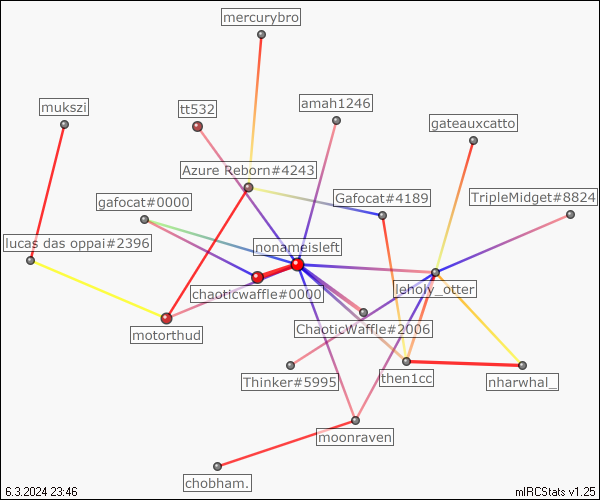 mercurybro
mukszi
tt532
amah1246
gateauxcatto
Azure Reborn#4243
gafocat#0000
Gafocat#4189
TripleMidget#8824
lucas das oppai#2396
nonameisleft
chaoticwaffle#0000
leholy_otter
motorthud
ChaoticWaffle#2006
Thinker#5995
then1cc
nharwhal_
moonraven
chobham.
6.3.2024 23:46
mIRCStats v1.25